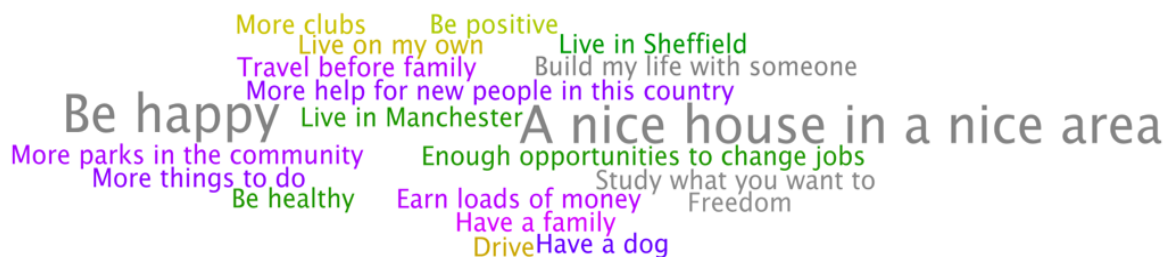 More clubs Be positive
Live on my own Live in Sheffield
Travel before family Build my life with someone
More help for new people in this country
Be happy Live in Manchester A nice house in a nice area
More parks in the community Enough opportunities to change jobs
More things to do Study what you want to
Be healthy Earn loads of money Freedom
Have a family
Drive Have a dog